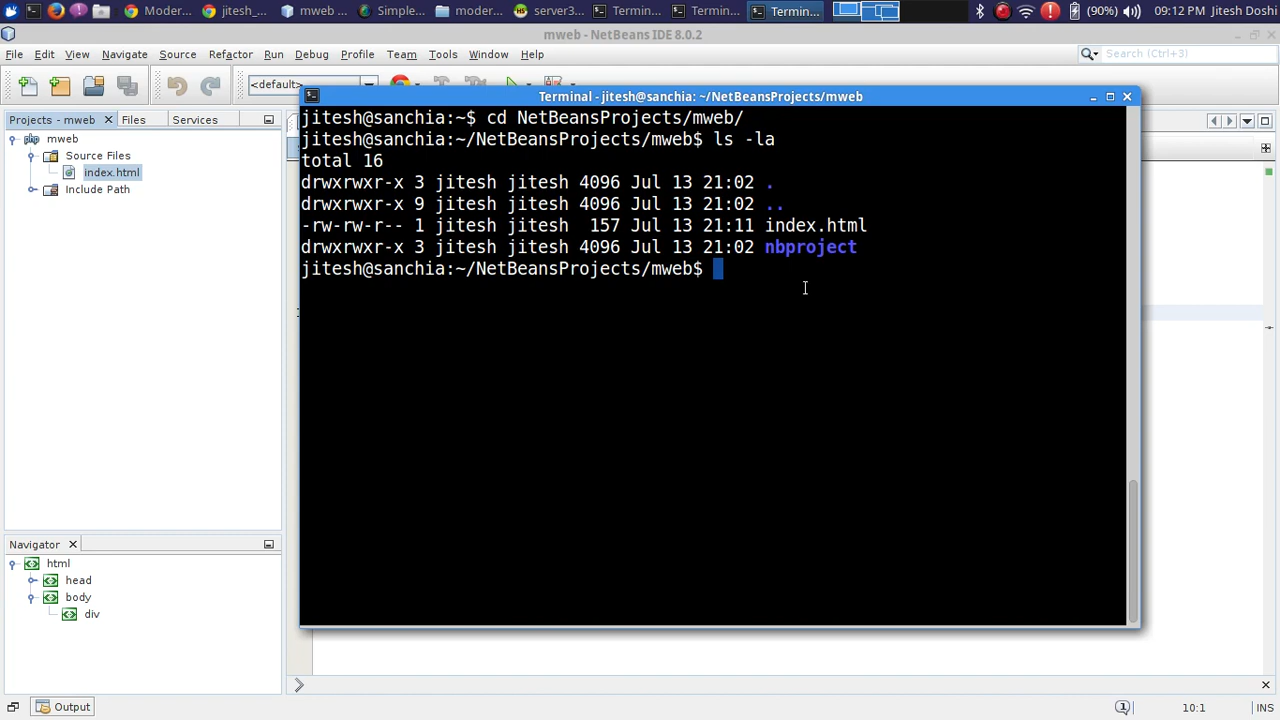 Moder...
jitesh_...
mweb ...
Simple...
moder...
server3...
Termin...
Termin...
Termin...
(90%)
09:12 PM
Jitesh Doshi
mweb - NetBeans IDE 8.0.2
File Edit View Navigate Source Refactor Run Debug Profile Team Tools Window Help
Search (Ctrl+3)
<default>
Terminal - jitesh@sanchia: ~/NetBeansProjects/mweb
Projects - mweb
Files
Services
mweb
Source Files
index.html
Include Path
jitesh@sanchia:~$ cd NetBeansProjects/mweb/
jitesh@sanchia:~/NetBeansProjects/mweb$ ls -la
total 16
drwxrwxr-x 3 jitesh jitesh 4096 Jul 13 21:02 .
drwxrwxr-x 9 jitesh jitesh 4096 Jul 13 21:02 ..
-rw-rw-r-- 1 jitesh jitesh  157 Jul 13 21:11 index.html
drwxrwxr-x 3 jitesh jitesh 4096 Jul 13 21:02 nbproject
jitesh@sanchia:~/NetBeansProjects/mweb$
Navigator
html
head
body
div
Output
1
10:1
INS